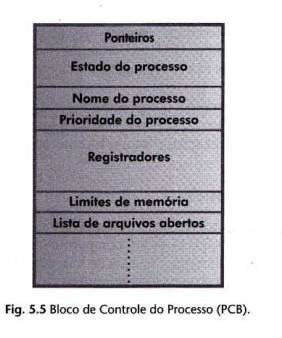 Ponteiros
Estado do processo
Nome do processo
Prioridade do processo
Registradores
Limites de memória
Lista de arquivos abertos
Fig. 5.5 Bloco de Controle do Processo (PCB).